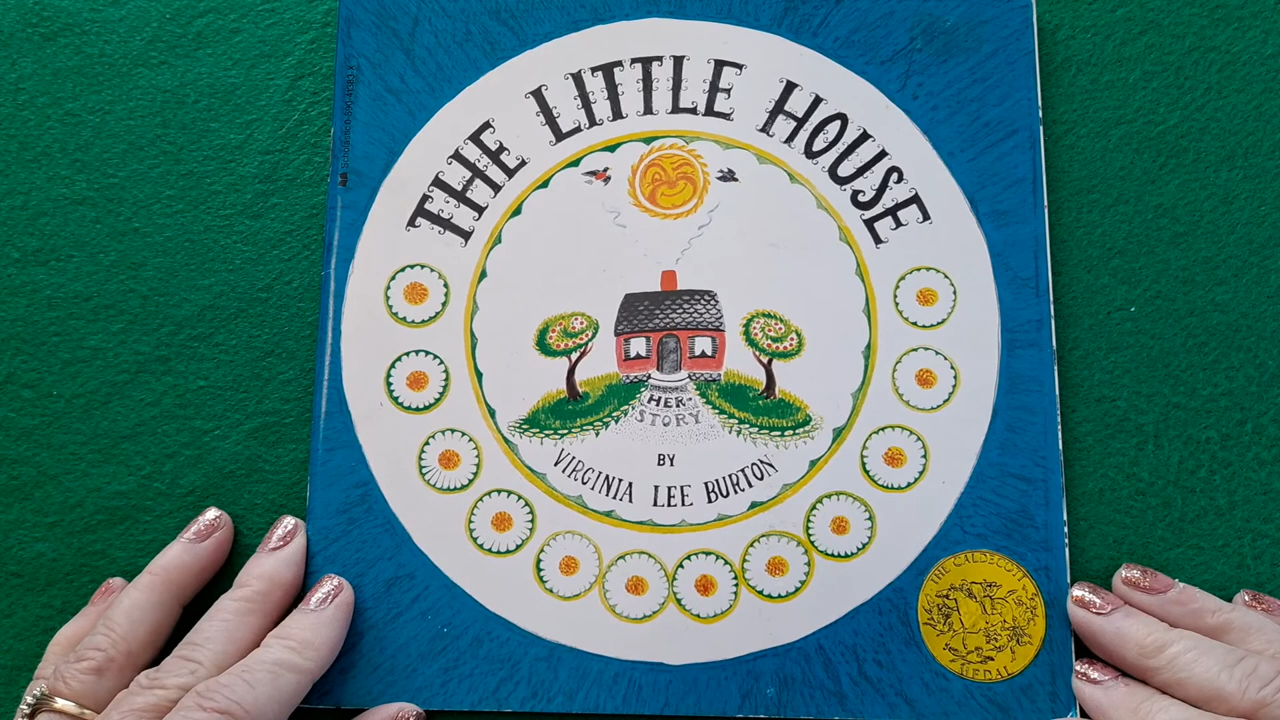 THE LITTLE HOUSE
HER-
STORY
BY
VIRGINIA LEE BURTON
THE CALDECOTT
MEDAL